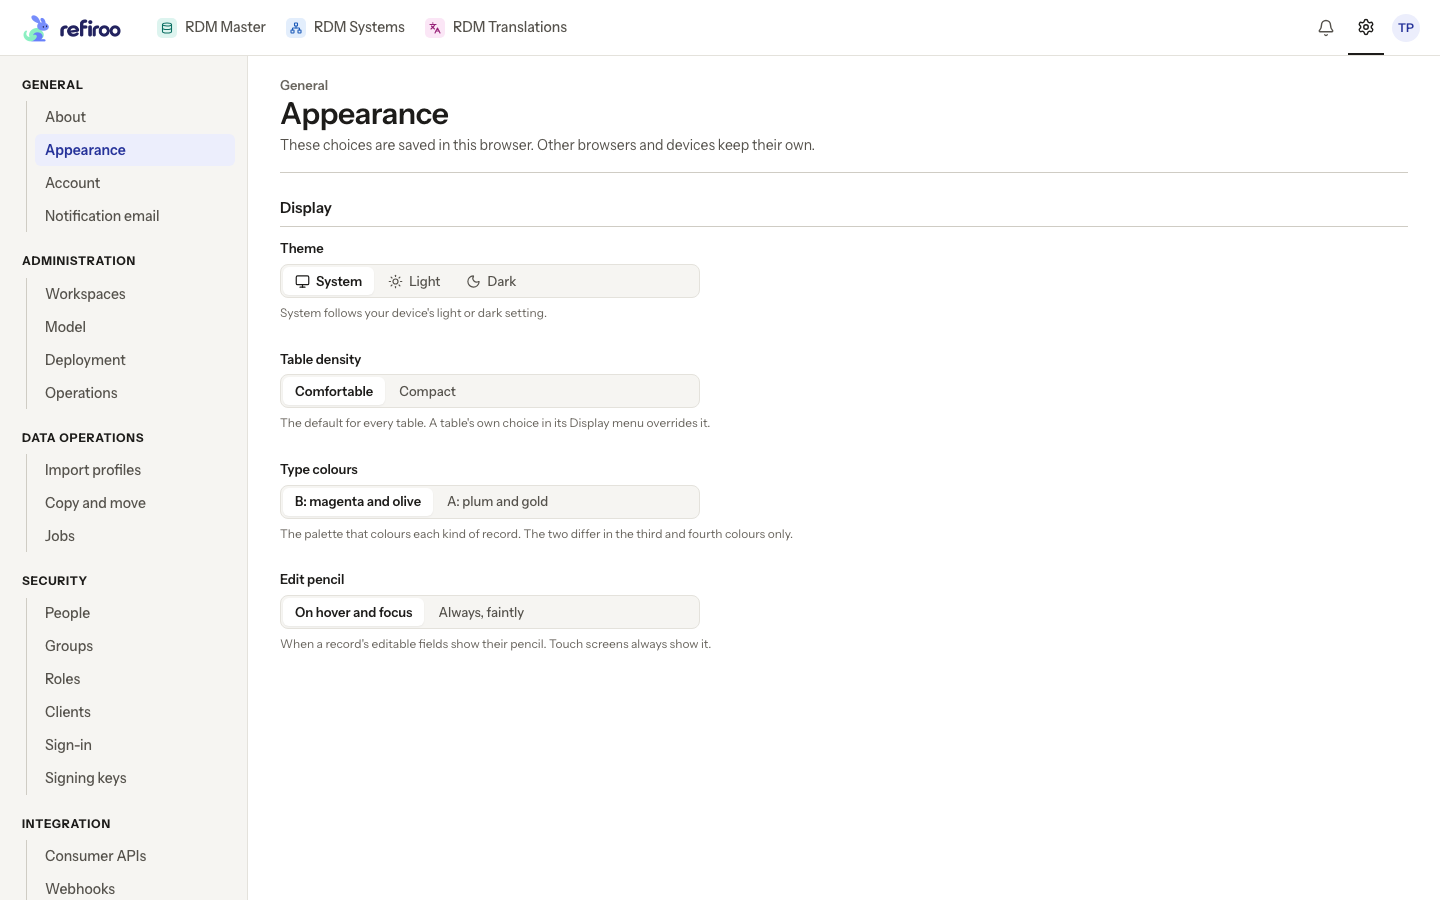 refiroo
RDM Master
RDM Systems
RDM Translations
TP
GENERAL
About
Appearance
Account
Notification email
ADMINISTRATION
Workspaces
Model
Deployment
Operations
DATA OPERATIONS
Import profiles
Copy and move
Jobs
SECURITY
People
Groups
Roles
Clients
Sign-in
Signing keys
INTEGRATION
Consumer APIs
Webhooks
General
Appearance
These choices are saved in this browser. Other browsers and devices keep their own.
Display
Theme
System Light Dark
System follows your device's light or dark setting.
Table density
Comfortable Compact
The default for every table. A table's own choice in its Display menu overrides it.
Type colours
B: magenta and olive A: plum and gold
The palette that colours each kind of record. The two differ in the third and fourth colours only.
Edit pencil
On hover and focus Always, faintly
When a record's editable fields show their pencil. Touch screens always show it.